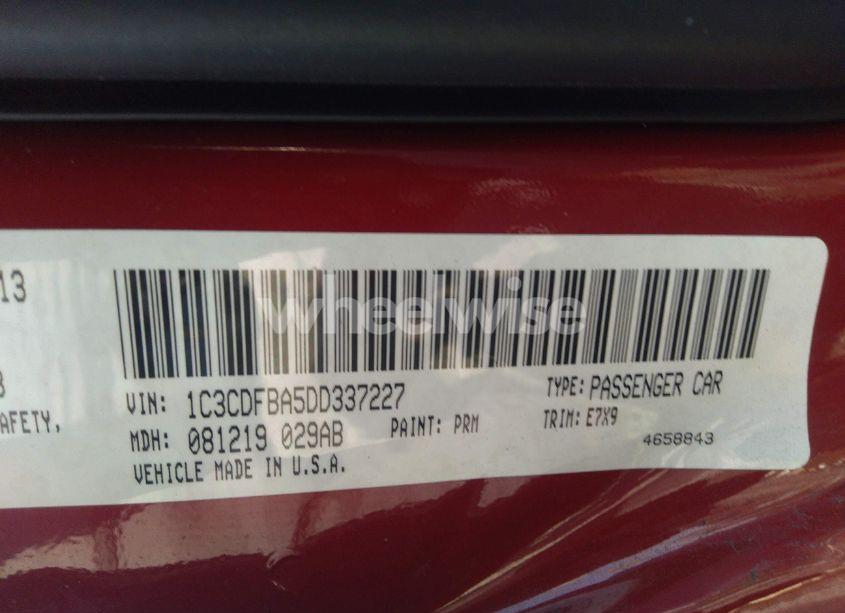 13
wheelwise
3
AFETY,
VIN: 1C3CDFBA5DD337227 TYPE: PASSENGER CAR
MDH: 081219 029AB PAINT: PRM TRIM: E7X9
VEHICLE MADE IN U.S.A. 4658843